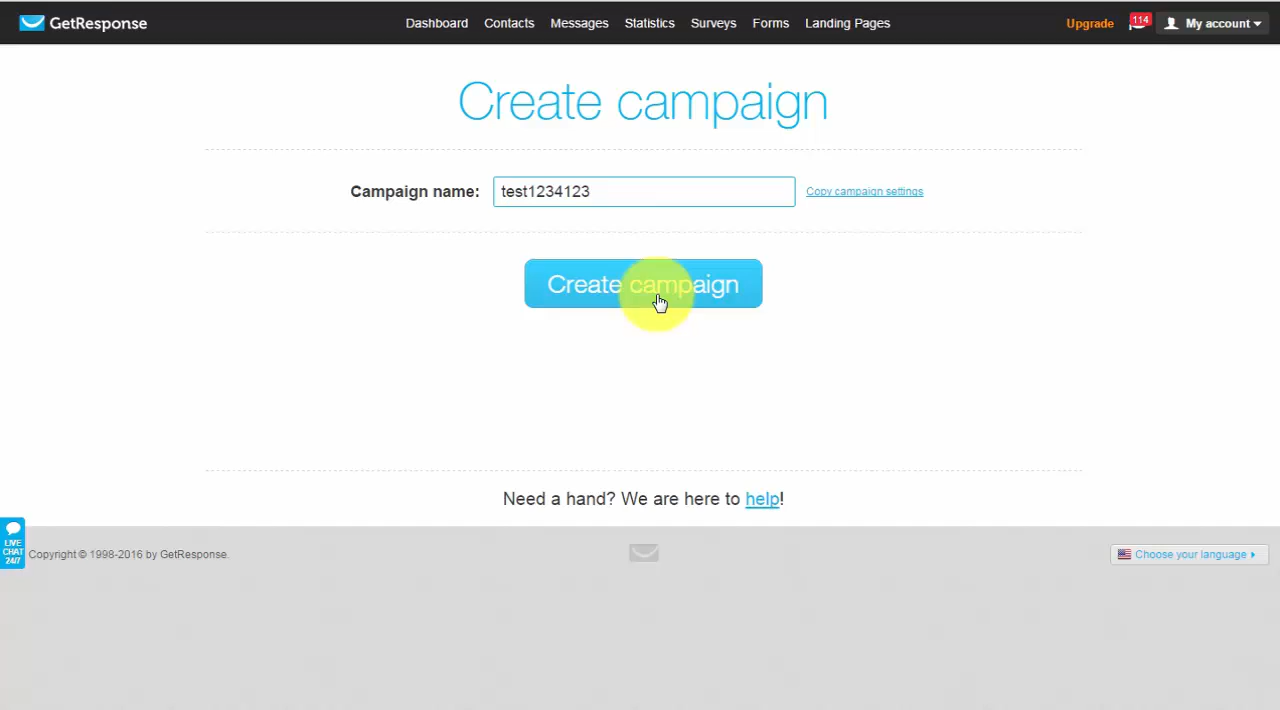 GetResponse Dashboard Contacts Messages Statistics Surveys Forms Landing Pages Upgrade 114 My account
Create campaign
Campaign name: test1234123 Copy campaign settings
Create campaign
Need a hand? We are here to help!
LIVE
CHAT
24/7
Copyright © 1998-2016 by GetResponse.
Choose your language